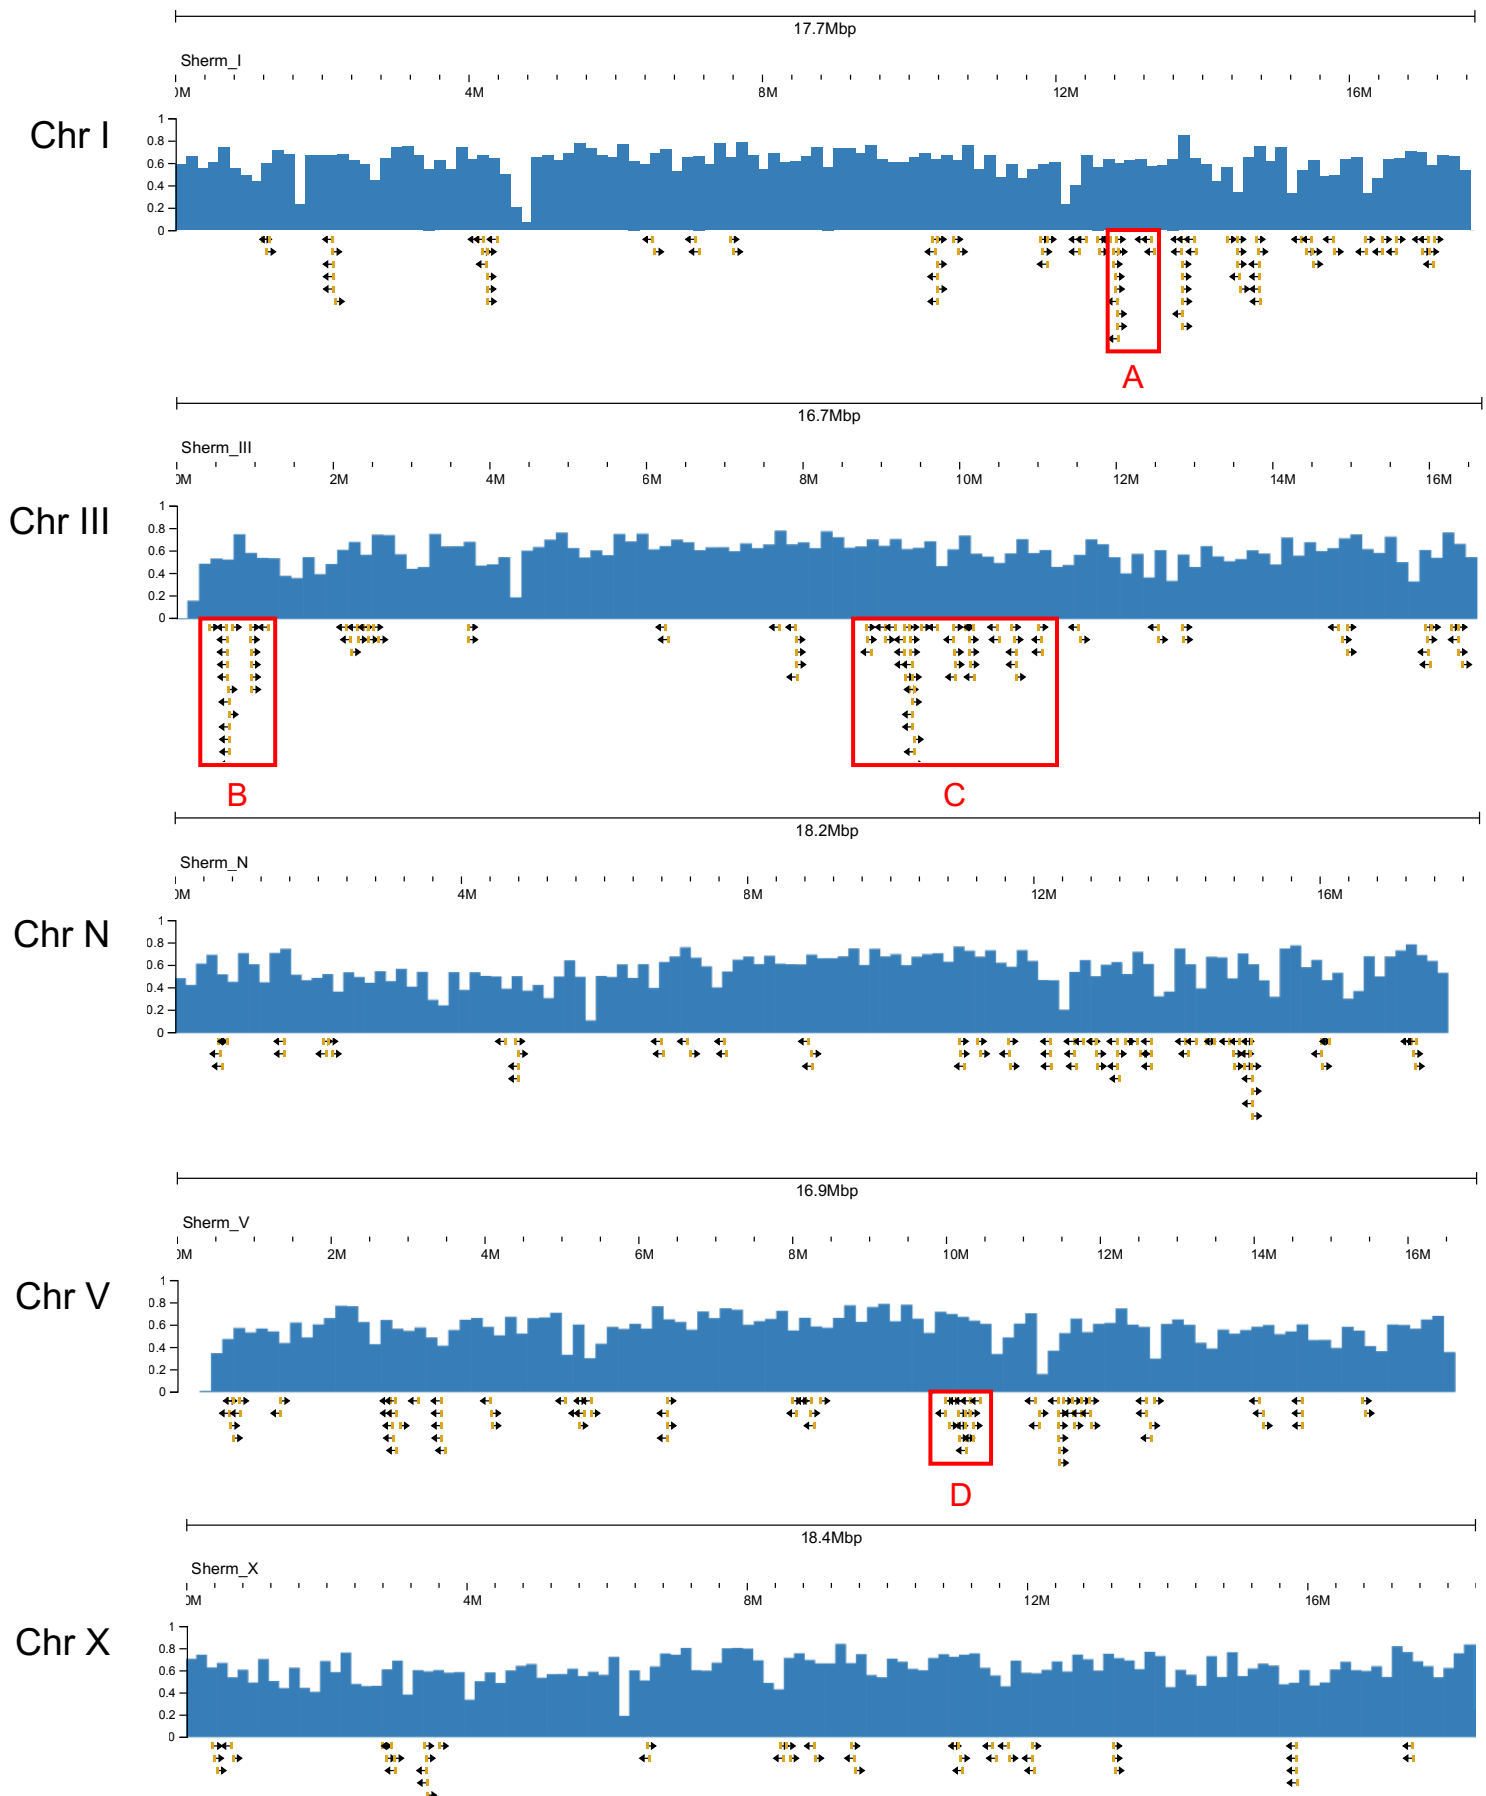 17.7Mbp
Sherm_I
0M 4M 8M 12M 16M
Chr I
1
0.8
0.6
0.4
0.2
0
A
16.7Mbp
Sherm_III
0M 2M 4M 6M 8M 10M 12M 14M 16M
Chr III
1
0.8
0.6
0.4
0.2
0
B C
18.2Mbp
Sherm_N
0M 4M 8M 12M 16M
Chr N
1
0.8
0.6
0.4
0.2
0
16.9Mbp
Sherm_V
0M 2M 4M 6M 8M 10M 12M 14M 16M
Chr V
1
0.8
0.6
0.4
0.2
0
D
18.4Mbp
Sherm_X
0M 4M 8M 12M 16M
Chr X
1
0.8
0.6
0.4
0.2
0